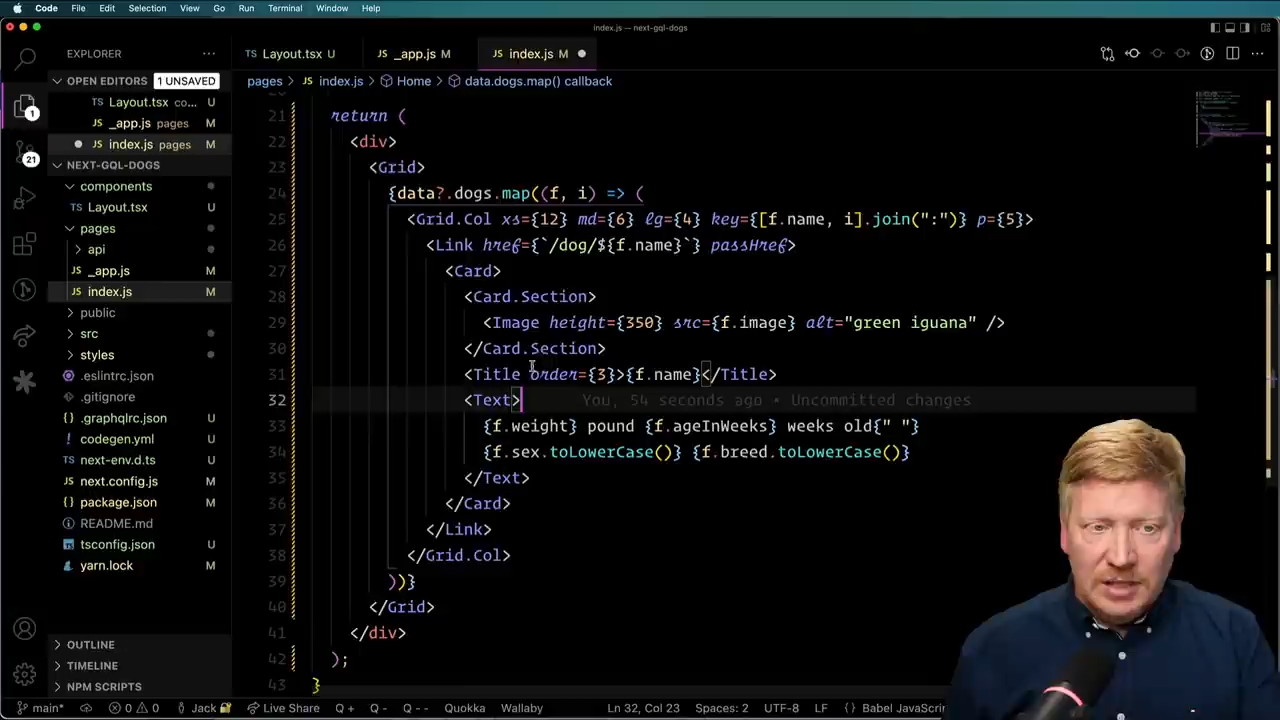 Code File Edit Selection View Go Run Terminal Window Help
index.js — next-gql-dogs
EXPLORER
Layout.tsx U
_app.js M
index.js M
OPEN EDITORS 1 UNSAVED
pages > index.js > Home > data.dogs.map() callback
Layout.tsx co... U
_app.js pages M
index.js pages M
NEXT-GQL-DOGS
components
Layout.tsx U
pages
api
_app.js M
index.js M
public
src
styles
.eslintrc.json
.gitignore
.graphqlrc.json U
codegen.yml U
next-env.d.ts U
next.config.js M
package.json M
README.md
tsconfig.json U
yarn.lock M
OUTLINE
TIMELINE
NPM SCRIPTS
1
21
21 return (
22 <div>
23 <Grid>
24 {data?.dogs.map((f, i) => (
25 <Grid.Col xs={12} md={6} lg={4} key={[f.name, i].join(":")} p={5}>
26 <Link href={`/dog/${f.name}`} passHref>
27 <Card>
28 <Card.Section>
29 <Image height={350} src={f.image} alt="green iguana" />
30 </Card.Section>
31 <Title order={3}>{f.name}</Title>
32 <Text> You, 54 seconds ago • Uncommitted changes
33 {f.weight} pound {f.ageInWeeks} weeks old{" "}
34 {f.sex.toLowerCase()} {f.breed.toLowerCase()}
35 </Text>
36 </Card>
37 </Link>
38 </Grid.Col>
39 ))}
40 </Grid>
41 </div>
42 );
43 }
main* 0 0 Jack Live Share Q + Q - Q -- Quokka Wallaby Ln 32, Col 23 Spaces: 2 UTF-8 LF Babel JavaScrip